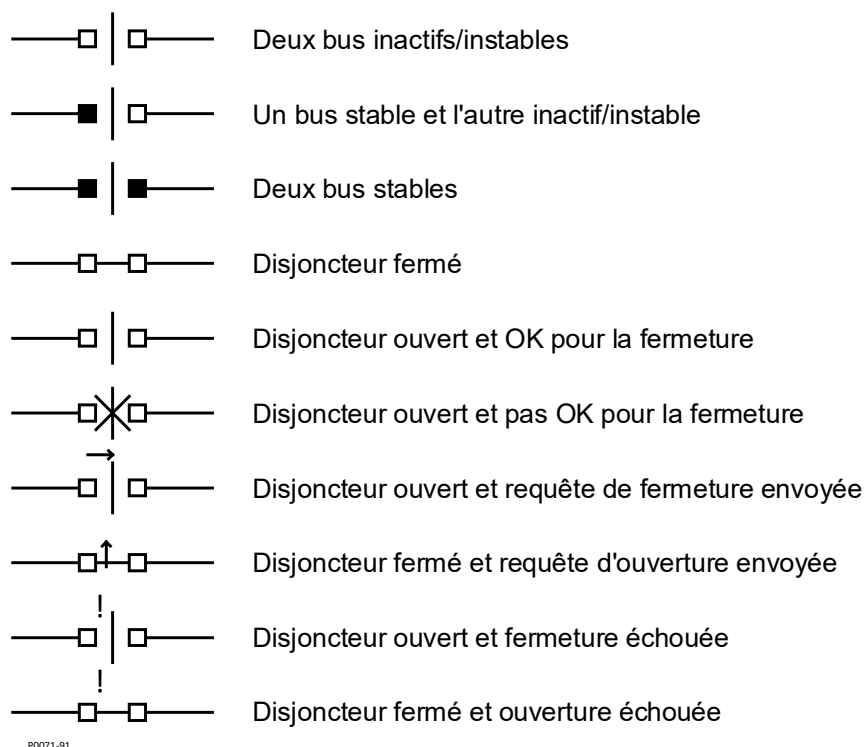 Deux bus inactifs/instables
Un bus stable et l'autre inactif/instable
Deux bus stables
Disjoncteur fermé
Disjoncteur ouvert et OK pour la fermeture
Disjoncteur ouvert et pas OK pour la fermeture
Disjoncteur ouvert et requête de fermeture envoyée
Disjoncteur fermé et requête d'ouverture envoyée
!
Disjoncteur ouvert et fermeture échouée
!
Disjoncteur fermé et ouverture échouée
P0071-91